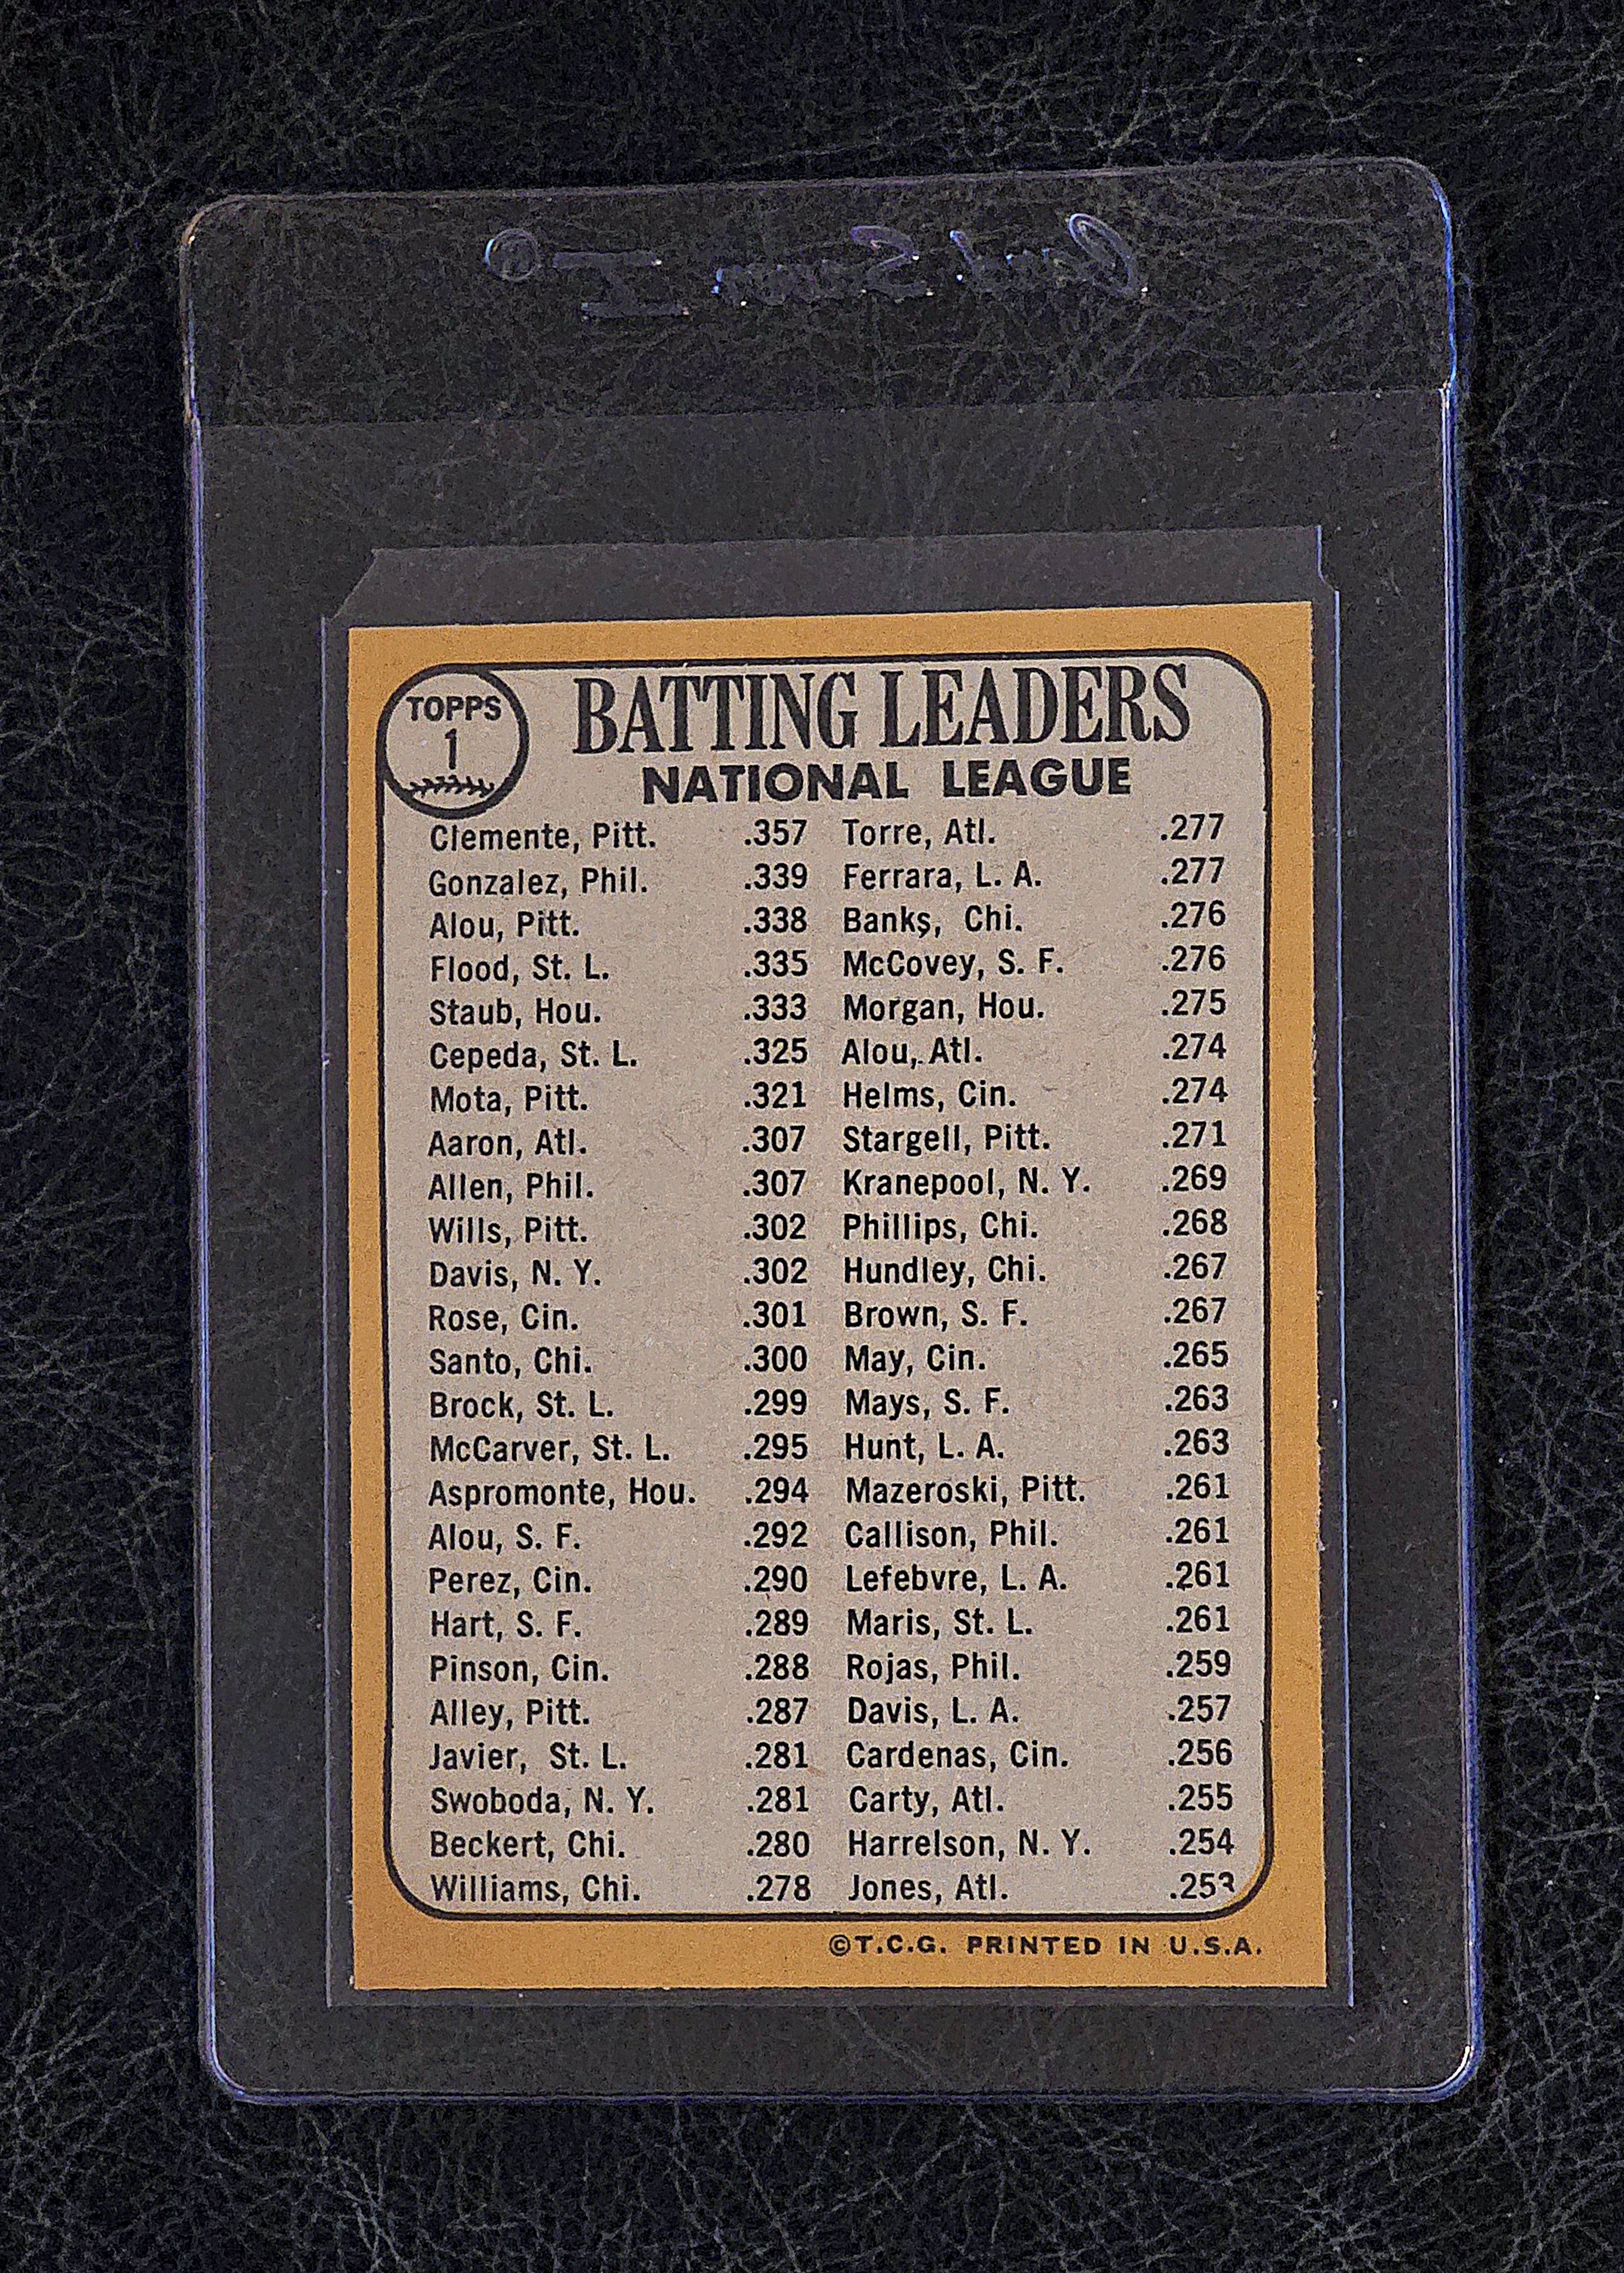 TOPPS
1
BATTING LEADERS
NATIONAL LEAGUE
Clemente, Pitt. .357 Torre, Atl. .277
Gonzalez, Phil. .339 Ferrara, L. A. .277
Alou, Pitt. .338 Banks, Chi. .276
Flood, St. L. .335 McCovey, S. F. .276
Staub, Hou. .333 Morgan, Hou. .275
Cepeda, St. L. .325 Alou, Atl. .274
Mota, Pitt. .321 Helms, Cin. .274
Aaron, Atl. .307 Stargell, Pitt. .271
Allen, Phil. .307 Kranepool, N. Y. .269
Wills, Pitt. .302 Phillips, Chi. .268
Davis, N. Y. .302 Hundley, Chi. .267
Rose, Cin. .301 Brown, S. F. .267
Santo, Chi. .300 May, Cin. .265
Brock, St. L. .299 Mays, S. F. .263
McCarver, St. L. .295 Hunt, L. A. .263
Aspromonte, Hou. .294 Mazeroski, Pitt. .261
Alou, S. F. .292 Callison, Phil. .261
Perez, Cin. .290 Lefebvre, L. A. .261
Hart, S. F. .289 Maris, St. L. .261
Pinson, Cin. .288 Rojas, Phil. .259
Alley, Pitt. .287 Davis, L. A. .257
Javier, St. L. .281 Cardenas, Cin. .256
Swoboda, N. Y. .281 Carty, Atl. .255
Beckert, Chi. .280 Harrelson, N. Y. .254
Williams, Chi. .278 Jones, Atl. .253
©T.C.G. PRINTED IN U.S.A.